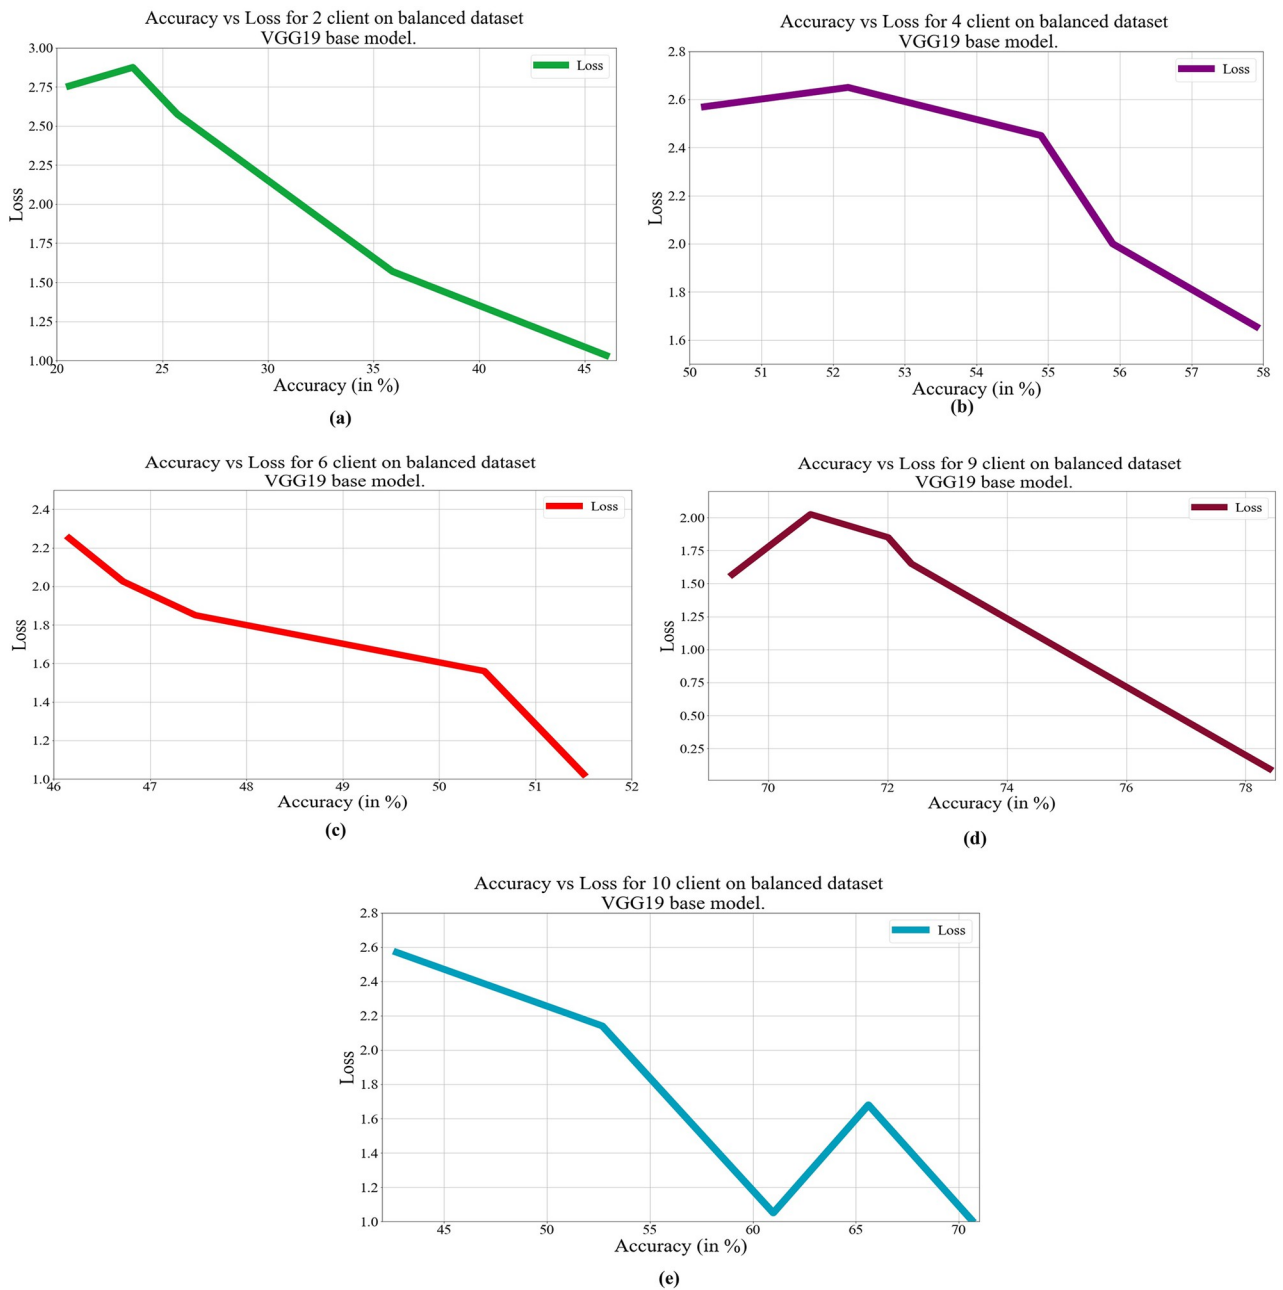 Accuracy vs Loss for 2 client on balanced dataset
VGG19 base model.
Loss
3.00
2.75
2.50
2.25
2.00
1.75
1.50
1.25
1.00
Loss
20 25 30 35 40 45
Accuracy (in %)
(a)
Accuracy vs Loss for 4 client on balanced dataset
VGG19 base model.
Loss
2.8
2.6
2.4
2.2
2.0
1.8
1.6
Loss
50 51 52 53 54 55 56 57 58
Accuracy (in %)
(b)
Accuracy vs Loss for 6 client on balanced dataset
VGG19 base model.
Loss
2.4
2.2
2.0
1.8
1.6
1.4
1.2
1.0
Loss
46 47 48 49 50 51 52
Accuracy (in %)
(c)
Accuracy vs Loss for 9 client on balanced dataset
VGG19 base model.
Loss
2.00
1.75
1.50
1.25
1.00
0.75
0.50
0.25
Loss
70 72 74 76 78
Accuracy (in %)
(d)
Accuracy vs Loss for 10 client on balanced dataset
VGG19 base model.
Loss
2.8
2.6
2.4
2.2
2.0
1.8
1.6
1.4
1.2
1.0
Loss
45 50 55 60 65 70
Accuracy (in %)
(e)